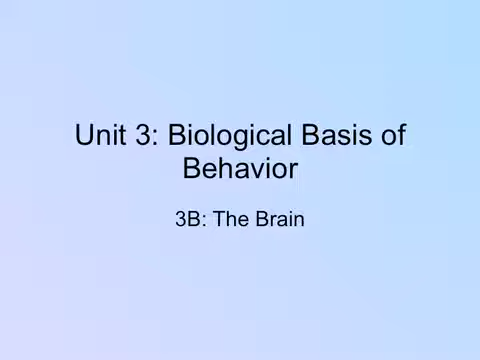 Unit 3: Biological Basis of
Behavior
3B: The Brain